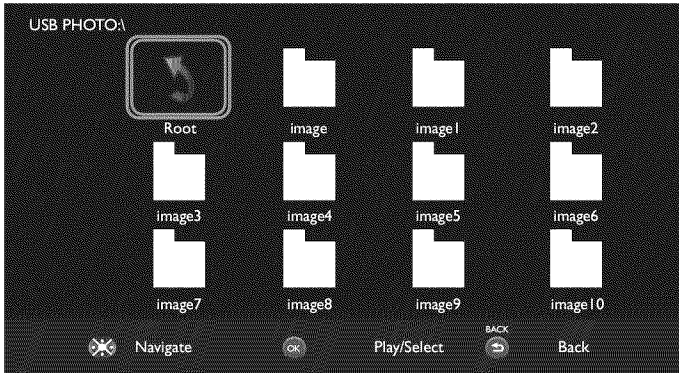 USB PHOTO:\
Root image image1 image2
image3 image4 image5 image6
image7 image8 image9 image10
Navigate OK Play/Select BACK Back